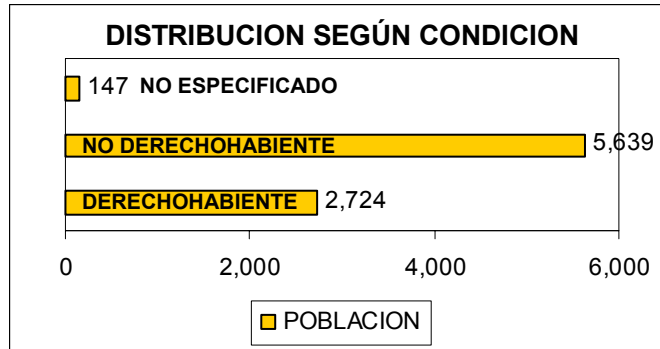 DISTRIBUCION SEGÚN CONDICION
147 NO ESPECIFICADO
NO DERECHOHABIENTE 5,639
DERECHOHABIENTE 2,724
0 2,000 4,000 6,000
POBLACION